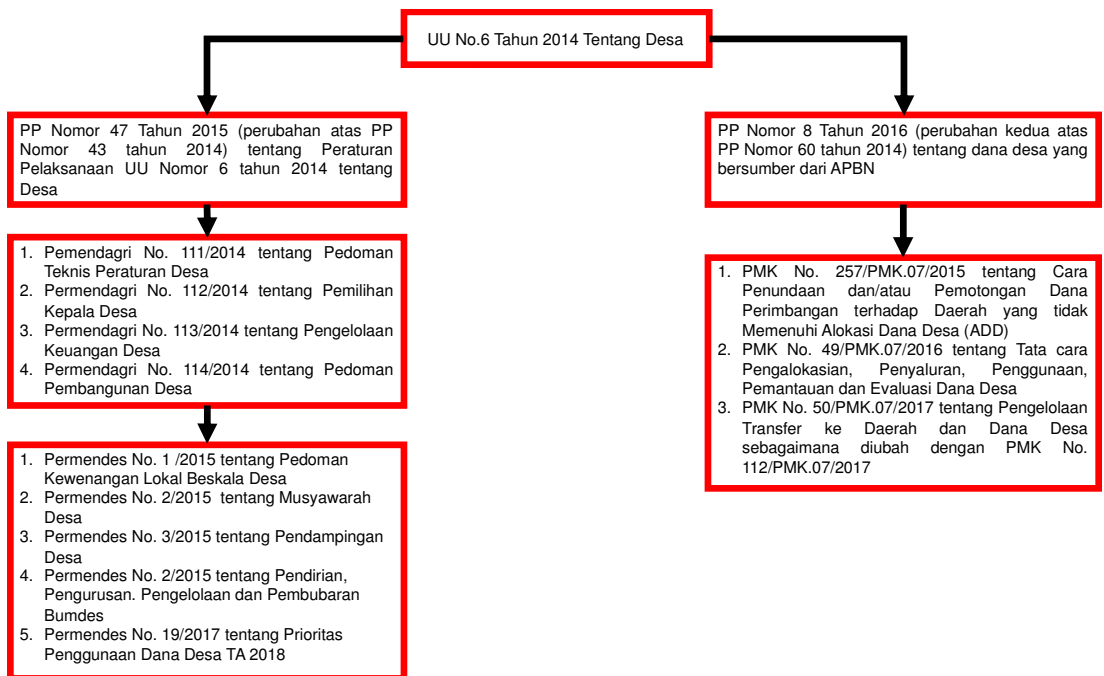 UU No.6 Tahun 2014 Tentang Desa
PP Nomor 47 Tahun 2015 (perubahan atas PP
Nomor 43 tahun 2014) tentang Peraturan
Pelaksanaan UU Nomor 6 tahun 2014 tentang
Desa
1. Pemendagri No. 111/2014 tentang Pedoman
Teknis Peraturan Desa
2. Permendagri No. 112/2014 tentang Pemilihan
Kepala Desa
3. Permendagri No. 113/2014 tentang Pengelolaan
Keuangan Desa
4. Permendagri No. 114/2014 tentang Pedoman
Pembangunan Desa
1. Permendes No. 1 /2015 tentang Pedoman
Kewenangan Lokal Beskala Desa
2. Permendes No. 2/2015 tentang Musyawarah
Desa
3. Permendes No. 3/2015 tentang Pendampingan
Desa
4. Permendes No. 2/2015 tentang Pendirian,
Pengurusan. Pengelolaan dan Pembubaran
Bumdes
5. Permendes No. 19/2017 tentang Prioritas
Penggunaan Dana Desa TA 2018
PP Nomor 8 Tahun 2016 (perubahan kedua atas
PP Nomor 60 tahun 2014) tentang dana desa yang
bersumber dari APBN
1. PMK No. 257/PMK.07/2015 tentang Cara
Penundaan dan/atau Pemotongan Dana
Perimbangan terhadap Daerah yang tidak
Memenuhi Alokasi Dana Desa (ADD)
2. PMK No. 49/PMK.07/2016 tentang Tata cara
Pengalokasian, Penyaluran, Penggunaan,
Pemantauan dan Evaluasi Dana Desa
3. PMK No. 50/PMK.07/2017 tentang Pengelolaan
Transfer ke Daerah dan Dana Desa
sebagaimana diubah dengan PMK No.
112/PMK.07/2017